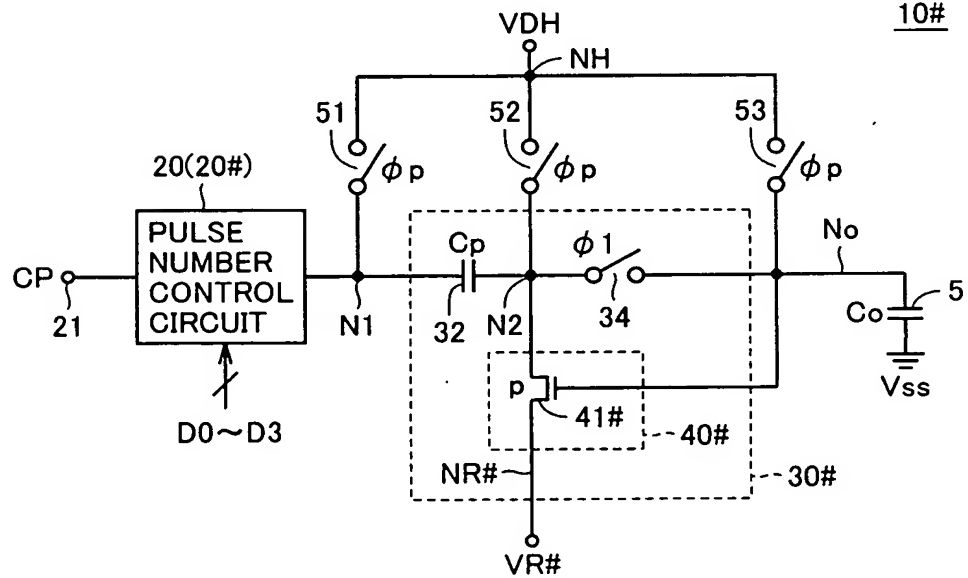 10#
VDH
NH
51
52
53
ϕp
ϕp
ϕp
20(20#)
PULSE
NUMBER
CONTROL
CIRCUIT
CP
21
N1
Cp
32
N2
ϕ1
34
No
5
Co
Vss
p
41#
40#
D0~D3
NR#
30#
VR#